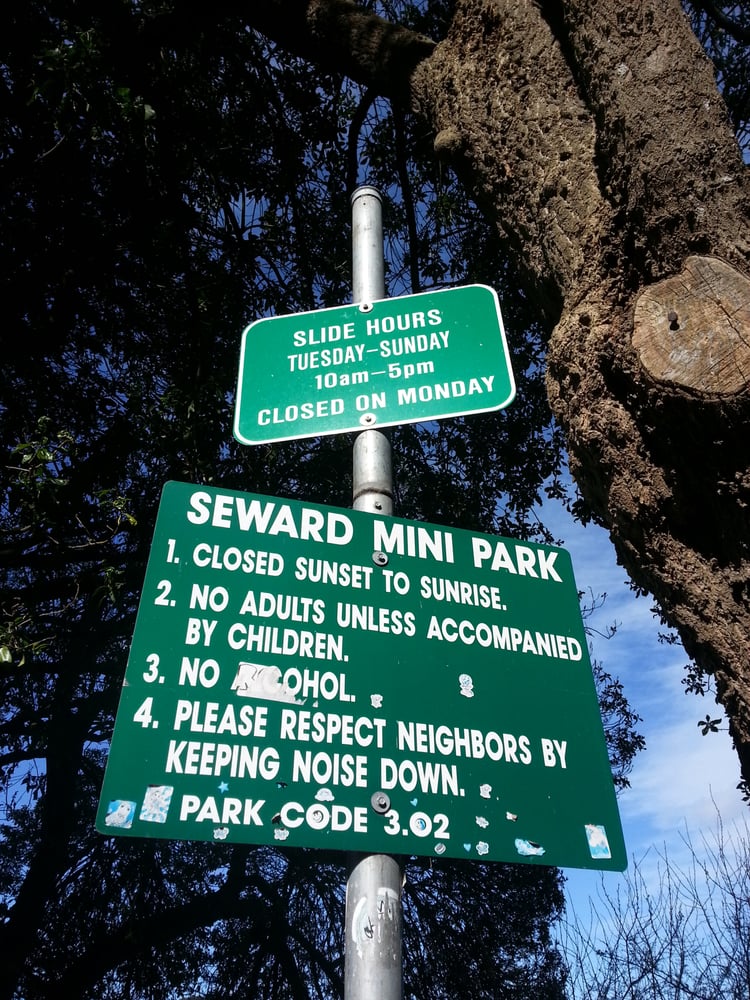 SLIDE HOURS
TUESDAY–SUNDAY
10am–5pm
CLOSED ON MONDAY
SEWARD MINI PARK
1. CLOSED SUNSET TO SUNRISE.
2. NO ADULTS UNLESS ACCOMPANIED
BY CHILDREN.
3. NO ALCOHOL.
4. PLEASE RESPECT NEIGHBORS BY
KEEPING NOISE DOWN.
PARK CODE 3.02